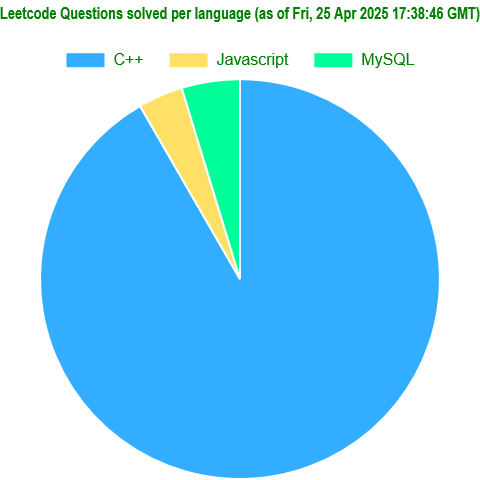 Leetcode Questions solved per language (as of Fri, 25 Apr 2025 17:38:46 GMT)
C++ Javascript MySQL